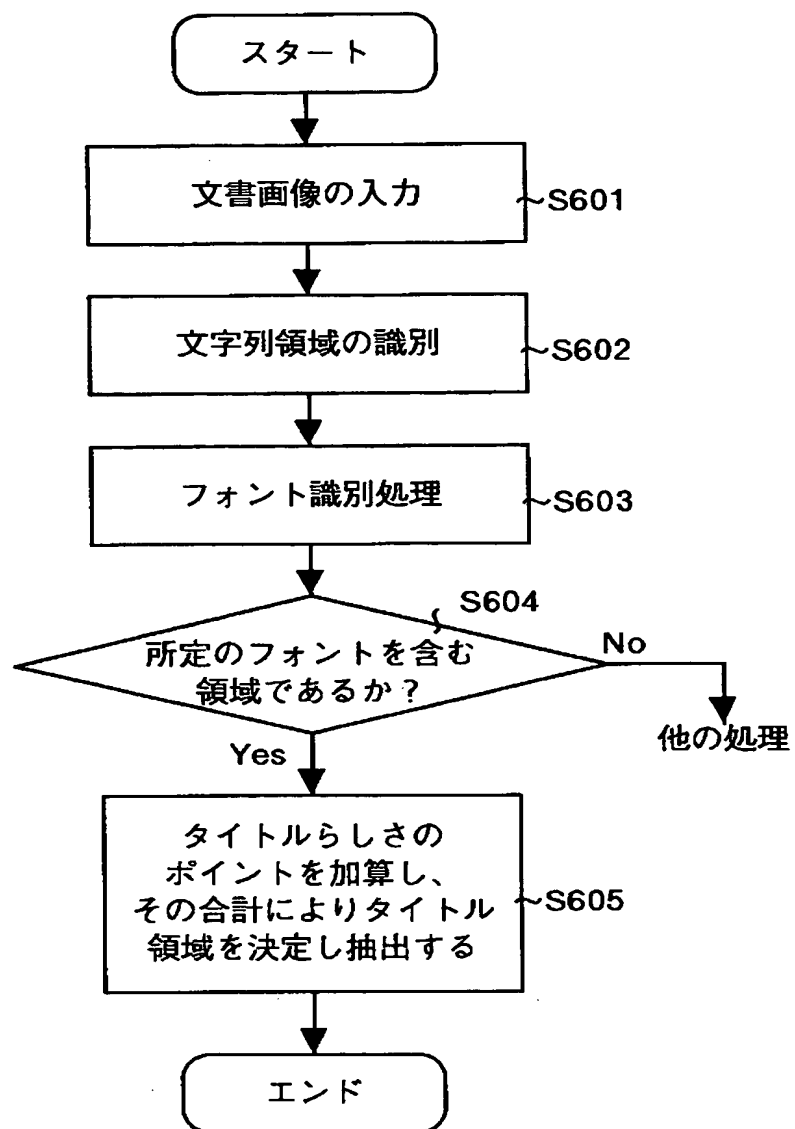 スタート
文書画像の入力
S601
文字列領域の識別
S602
フォント識別処理
S603
S604
所定のフォントを含む
領域であるか？
No
他の処理
Yes
タイトルらしさの
ポイントを加算し、
その合計によりタイトル
領域を決定し抽出する
S605
エンド